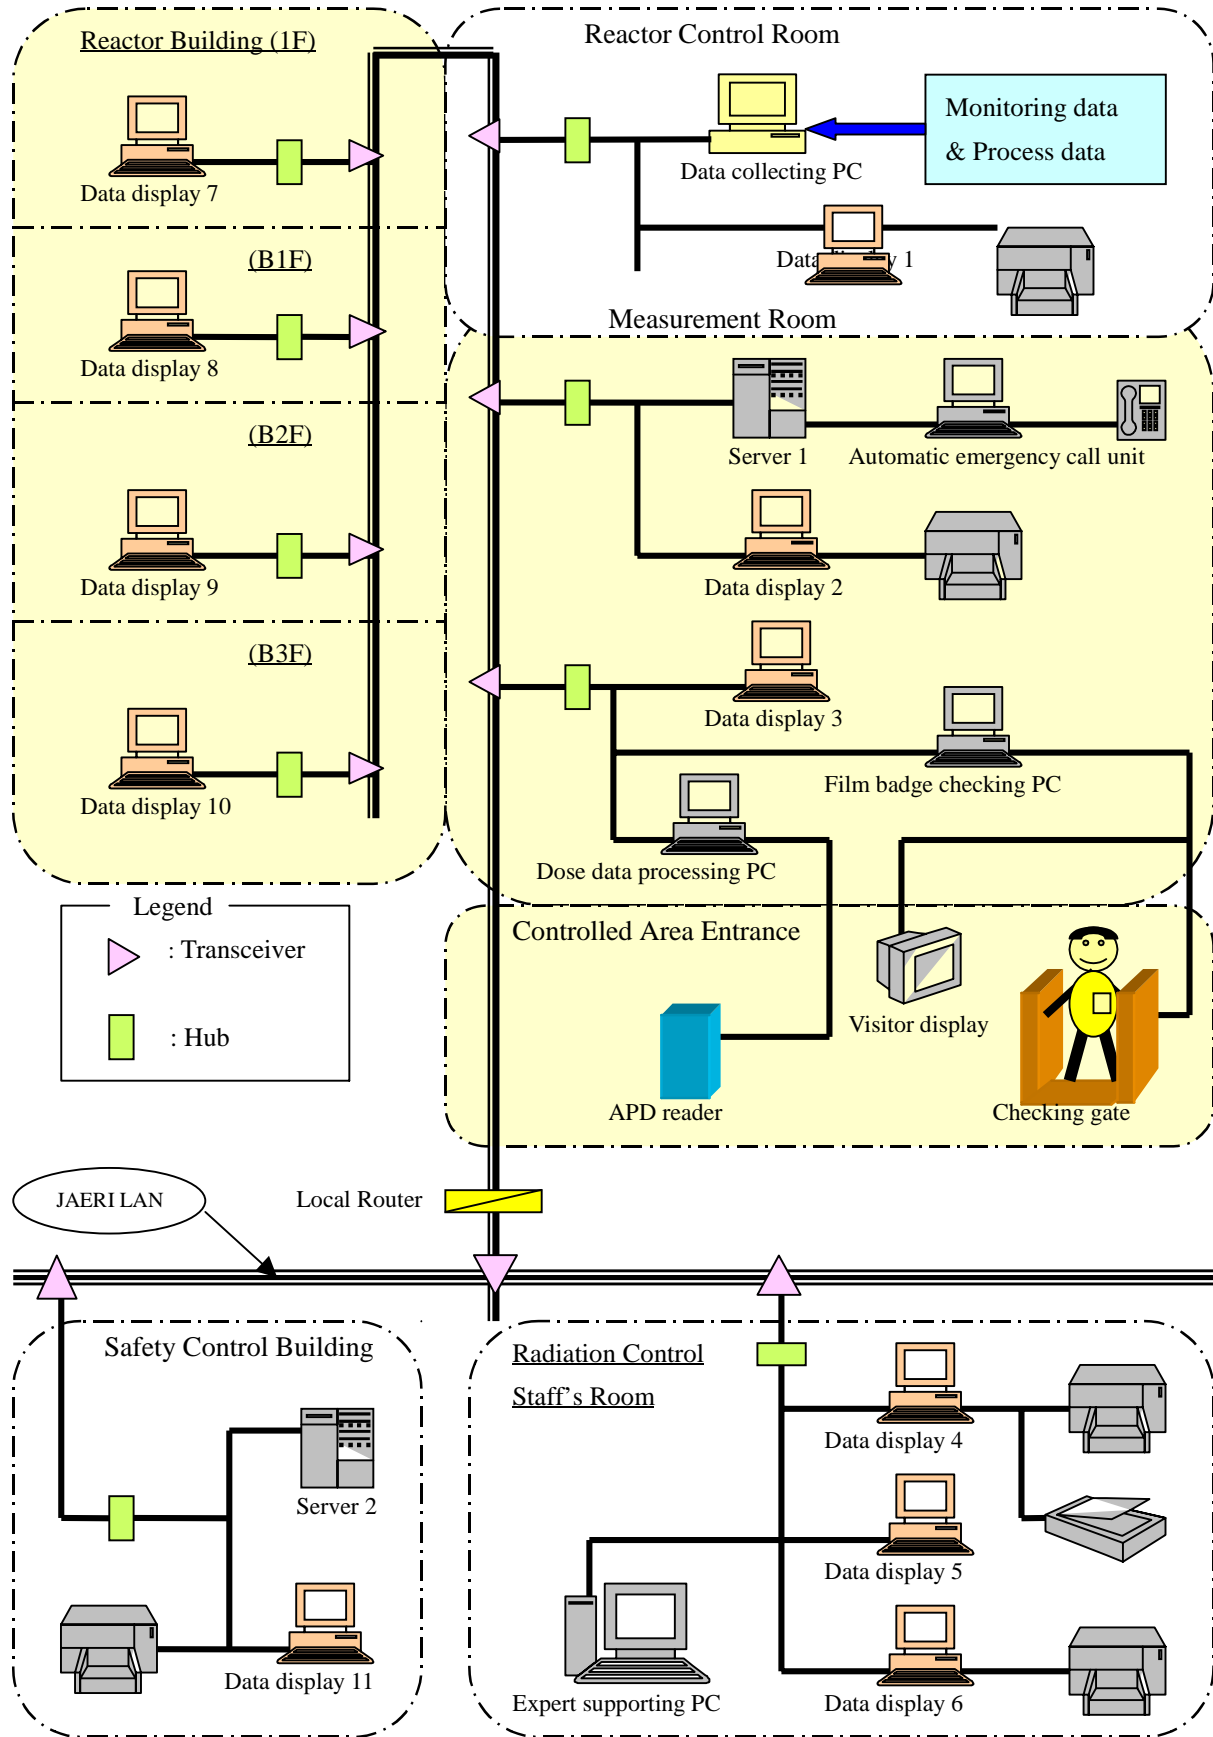 Reactor Building (1F)
Data display 7
(B1F)
Data display 8
(B2F)
Data display 9
(B3F)
Data display 10
Reactor Control Room
Monitoring data
& Process data
Data collecting PC
Data y 1
Measurement Room
Server 1
Automatic emergency call unit
Data display 2
Data display 3
Film badge checking PC
Dose data processing PC
Legend
: Transceiver
: Hub
Controlled Area Entrance
Visitor display
APD reader
Checking gate
JAERI LAN
Local Router
Safety Control Building
Server 2
Data display 11
Radiation Control
Staff's Room
Data display 4
Data display 5
Expert supporting PC
Data display 6